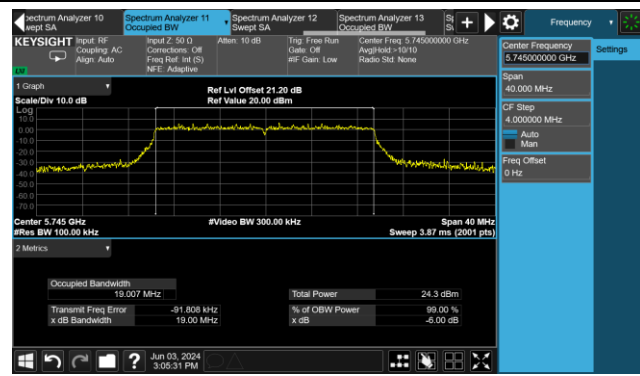 Spectrum Analyzer 10
Swept SA
Spectrum Analyzer 11
Occupied BW
Spectrum Analyzer 12
Swept SA
Spectrum Analyzer 13
Occupied BW
Frequency
KEYSIGHT
Input: RF
Coupling: AC
Align: Auto
Input Z: 50 Ω
Corrections: Off
Freq Ref: Int (S)
NFE: Adaptive
Atten: 10 dB
Trig: Free Run
Gate: Off
#IF Gain: Low
Center Freq: 5.745000000 GHz
Avg|Hold:>10/10
Radio Std: None
LXI
Center Frequency
5.745000000 GHz
Settings
Span
40.000 MHz
CF Step
4.000000 MHz
Auto
Man
Freq Offset
0 Hz
1 Graph
Scale/Div 10.0 dB
Ref Lvl Offset 21.20 dB
Ref Value 20.00 dBm
Log
10.0
0.00
-10.0
-20.0
-30.0
-40.0
-50.0
-60.0
-70.0
Center 5.745 GHz
#Res BW 100.00 kHz
#Video BW 300.00 kHz
Span 40 MHz
Sweep 3.87 ms (2001 pts)
2 Metrics
Occupied Bandwidth
19.007 MHz
Total Power 24.3 dBm
Transmit Freq Error -91.808 kHz
% of OBW Power 99.00 %
x dB Bandwidth 19.00 MHz
x dB -6.00 dB
Jun 03, 2024
3:05:31 PM